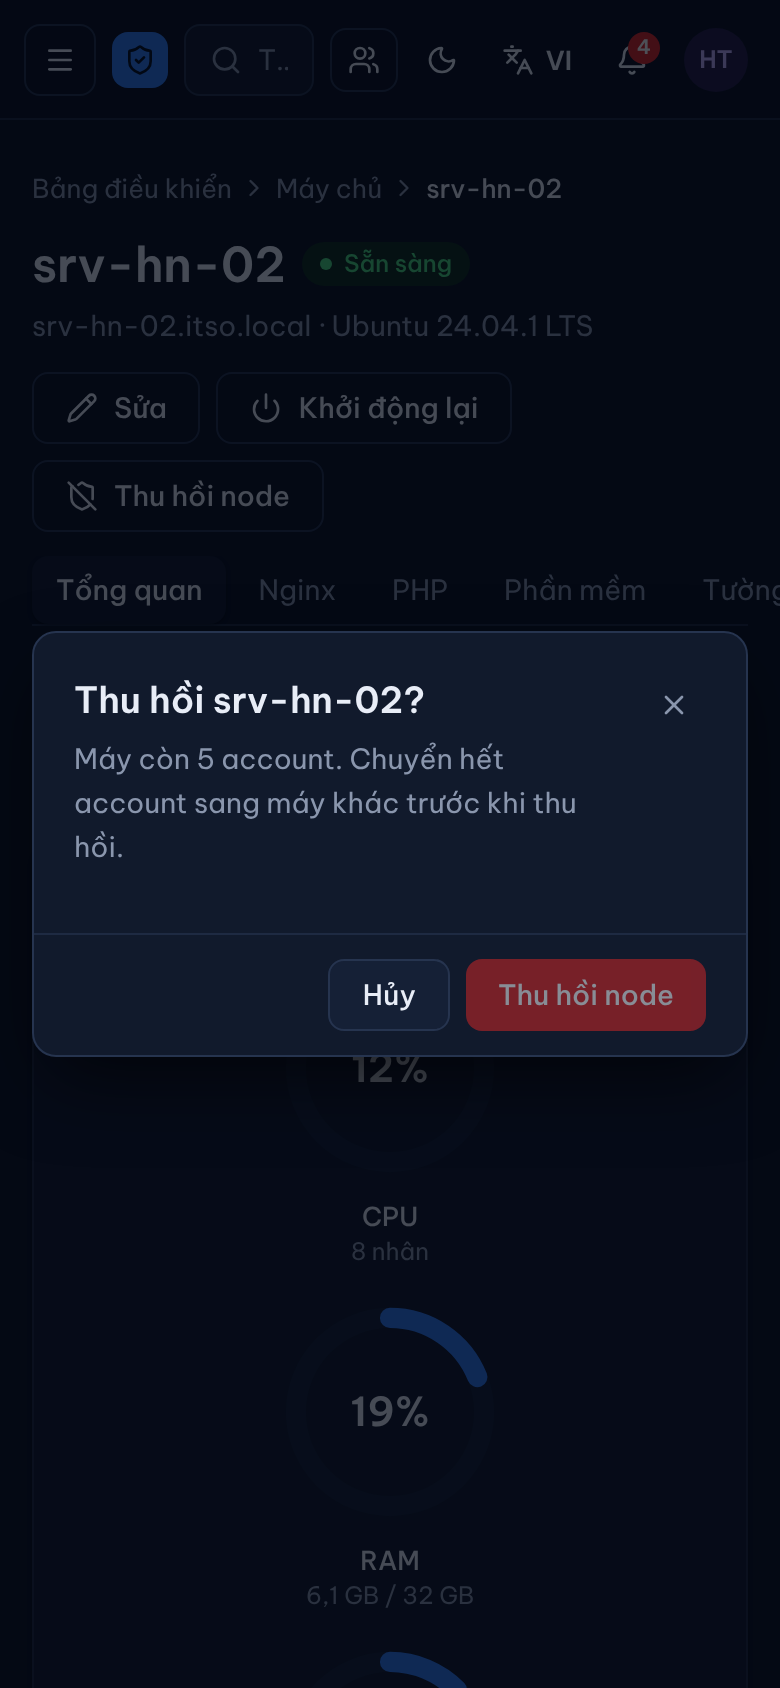 T..
VI
4
HT
Bảng điều khiển > Máy chủ > srv-hn-02
srv-hn-02
Sẵn sàng
srv-hn-02.itso.local · Ubuntu 24.04.1 LTS
Sửa
Khởi động lại
Thu hồi node
Tổng quan
Nginx
PHP
Phần mềm
Tường
Thu hồi srv-hn-02?
Máy còn 5 account. Chuyển hết
account sang máy khác trước khi thu
hồi.
Hủy
Thu hồi node
12%
CPU
8 nhân
19%
RAM
6,1 GB / 32 GB